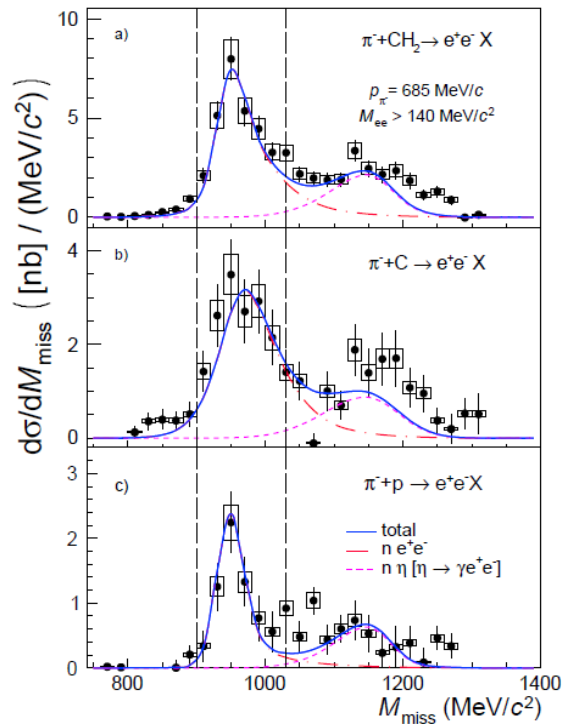 a)
π⁻+CH₂→ e⁺e⁻ X
p_π⁻ = 685 MeV/c
M_ee > 140 MeV/c²
10
5
0
b)
π⁻+C → e⁺e⁻ X
4
2
0
c)
π⁻+p → e⁺e⁻X
total
n e⁺e⁻
n η [η → γe⁺e⁻]
3
2
1
0
800
1000
1200
1400
M_miss (MeV/c²)
dσ/dM_miss ( [nb] / (MeV/c²)